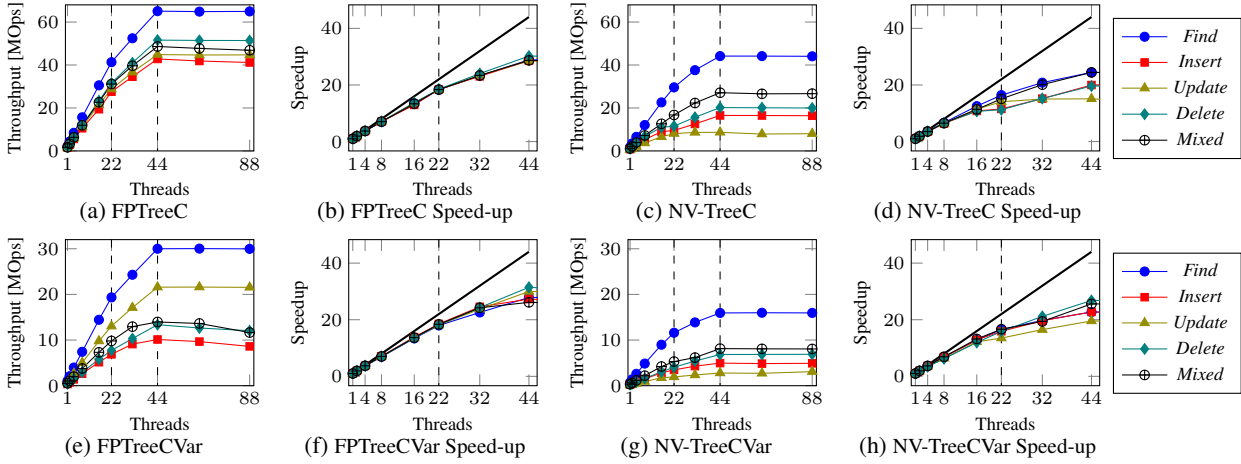 Throughput [MOps]
60
40
20
0
1
22
44
88
Threads
(a) FPTreeC
Speedup
40
20
0
1 4 8
16
22
32
44
Threads
(b) FPTreeC Speed-up
Throughput [MOps]
60
40
20
0
1
22
44
88
Threads
(c) NV-TreeC
Speedup
40
20
0
1 4 8
16
22
32
44
Threads
(d) NV-TreeC Speed-up
Find
Insert
Update
Delete
Mixed
Throughput [MOps]
30
20
10
0
1
22
44
88
Threads
(e) FPTreeCVar
Speedup
40
20
0
1 4 8
16
22
32
44
Threads
(f) FPTreeCVar Speed-up
Throughput [MOps]
30
20
10
0
1
22
44
88
Threads
(g) NV-TreeCVar
Speedup
40
20
0
1 4 8
16
22
32
44
Threads
(h) NV-TreeCVar Speed-up
Find
Insert
Update
Delete
Mixed